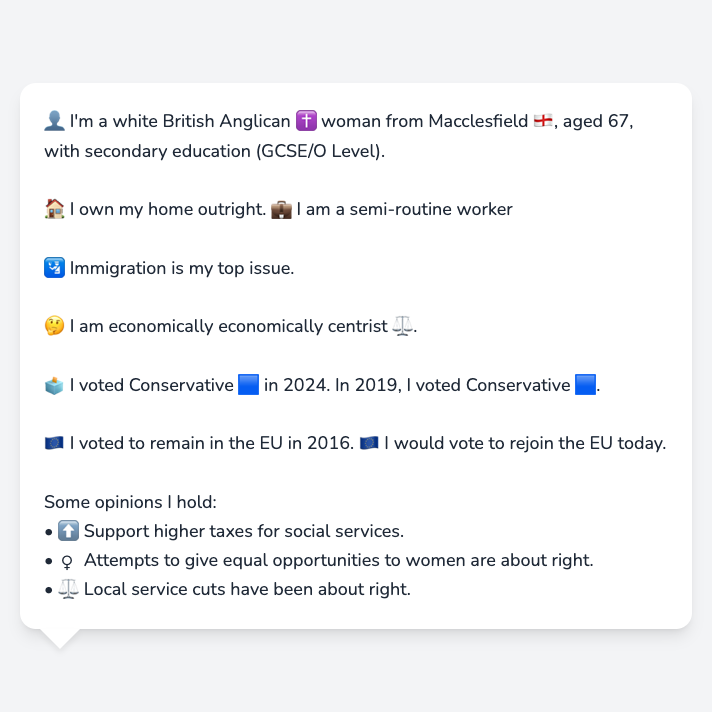 👤 I'm a white British Anglican ✝️ woman from Macclesfield 🏴󠁧󠁢󠁥󠁮󠁧󠁿, aged 67,
with secondary education (GCSE/O Level).
🏠 I own my home outright. 💼 I am a semi-routine worker
🛂 Immigration is my top issue.
🤔 I am economically economically centrist ⚖️.
🗳️ I voted Conservative 🟦 in 2024. In 2019, I voted Conservative 🟦.
🇪🇺 I voted to remain in the EU in 2016. 🇪🇺 I would vote to rejoin the EU today.
Some opinions I hold:
• ⬆️ Support higher taxes for social services.
• ♀ Attempts to give equal opportunities to women are about right.
• ⚖️ Local service cuts have been about right.